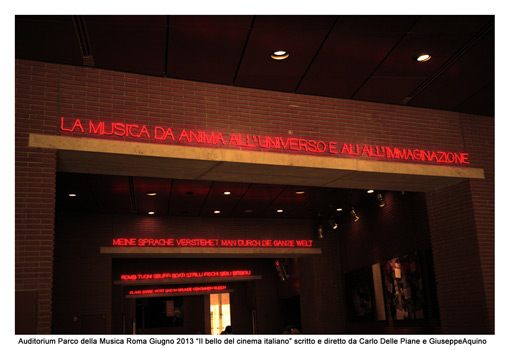 LA MUSICA DA ANIMA ALL'UNIVERSO E ALI ALL'IMMAGINAZIONE
MEINE SPRACHE VERSTEHET MAN DURCH DIE GANZE WELT
Auditorium Parco della Musica Roma Giugno 2013 "Il bello del cinema italiano" scritto e diretto da Carlo Delle Piane e GiuseppeAquino